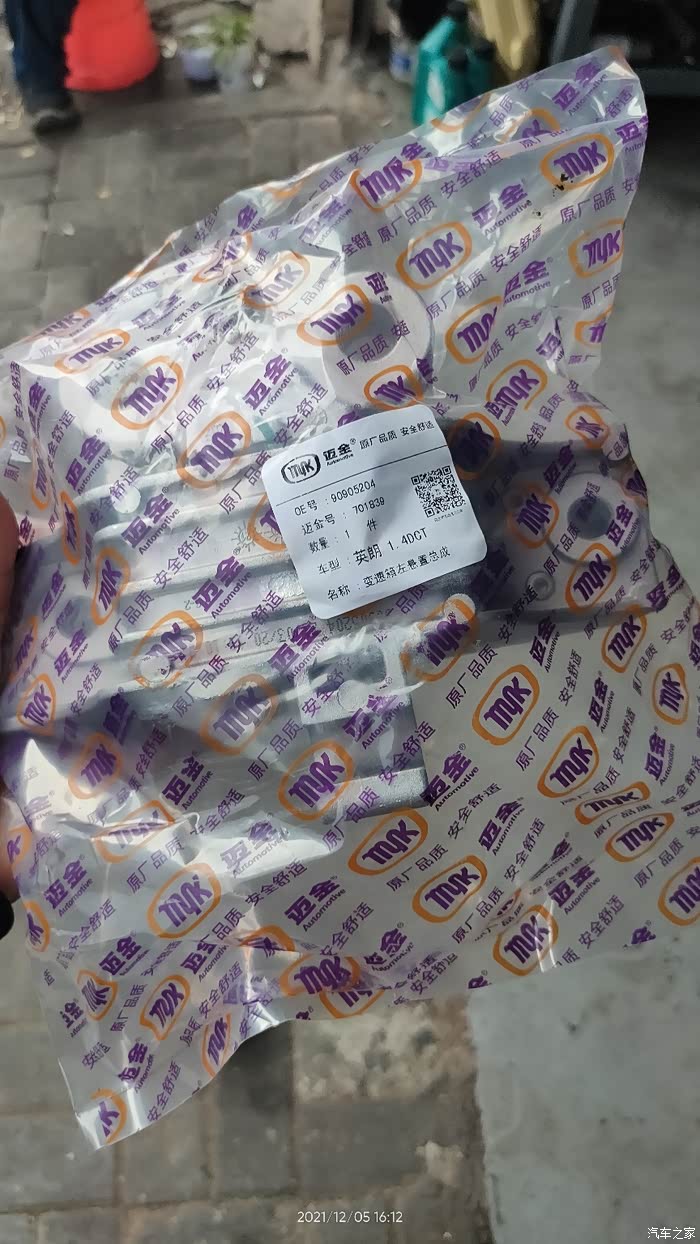 MQK 迈金® 原厂品质 安全舒适
Automotive
OE号 : 90905204
迈金号 : 701839
数量 : 1 件
车型 : 英朗 1.4DGT
名称 : 变速箱左悬置总成
MQK 迈金® 原厂品质 安全舒适
Automotive
2021/12/05 16:12
汽车之家